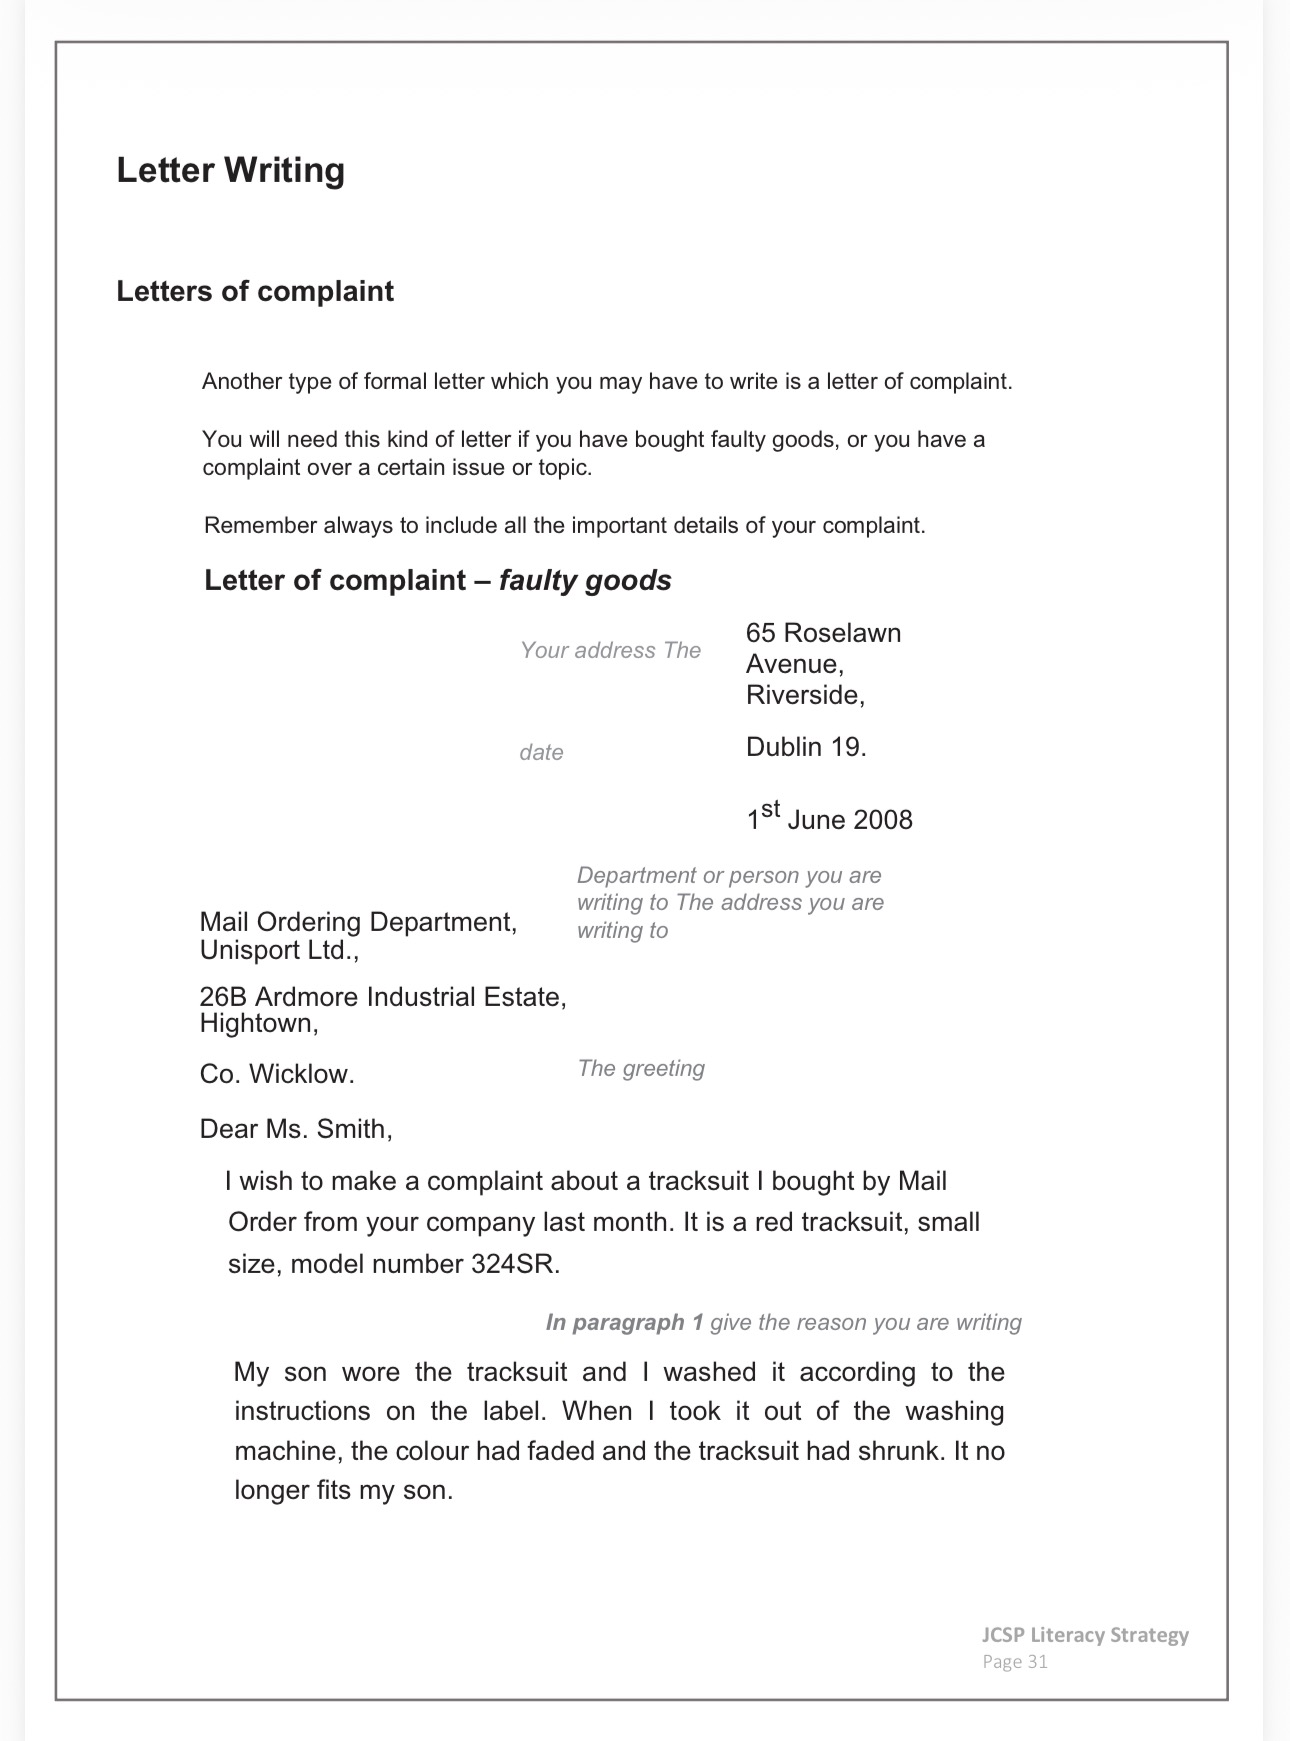 Letter Writing
Letters of complaint
Another type of formal letter which you may have to write is a letter of complaint.
You will need this kind of letter if you have bought faulty goods, or you have a
complaint over a certain issue or topic.
Remember always to include all the important details of your complaint.
Letter of complaint – faulty goods
Your address The
65 Roselawn
Avenue,
Riverside,
date
Dublin 19.
1st June 2008
Department or person you are
writing to The address you are
writing to
Mail Ordering Department,
Unisport Ltd.,
26B Ardmore Industrial Estate,
Hightown,
Co. Wicklow.
The greeting
Dear Ms. Smith,
I wish to make a complaint about a tracksuit I bought by Mail
Order from your company last month. It is a red tracksuit, small
size, model number 324SR.
In paragraph 1 give the reason you are writing
My son wore the tracksuit and I washed it according to the
instructions on the label. When I took it out of the washing
machine, the colour had faded and the tracksuit had shrunk. It no
longer fits my son.
JCSP Literacy Strategy
Page 31